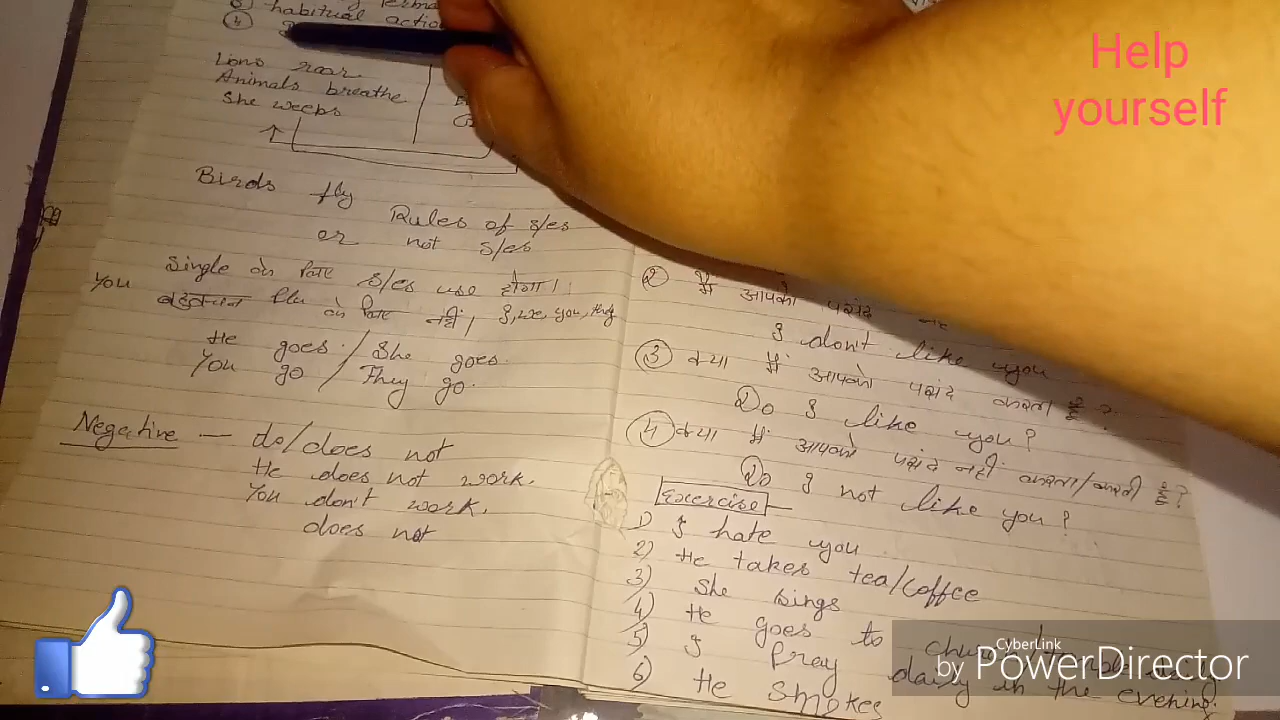 habitual action
4
Lions roar
Animals breathe
She weebs
Birds fly
Rules of s/es
or not s/es
Single के लिए s/es use होगा।
You
बहुवचन Plu के लिए नहीं। I, we, you, they
He goes. / She goes.
You go / They go.
Negative — do/does not
He does not work.
You don't work.
does not
२ मैं आपको पसंद
I don't like you
३ क्या मैं आपको पसंद करता हूँ ?
Do I like you ?
4 क्या मैं आपको पसंद नहीं करता/करती हूँ ?
Do I not like you ?
Exercise —
1) I hate you
2) He takes tea/coffee
3) She sings
4) He goes to
5) I Pray daily in the evening.
6) He smokes
Help
yourself
CyberLink
by PowerDirector